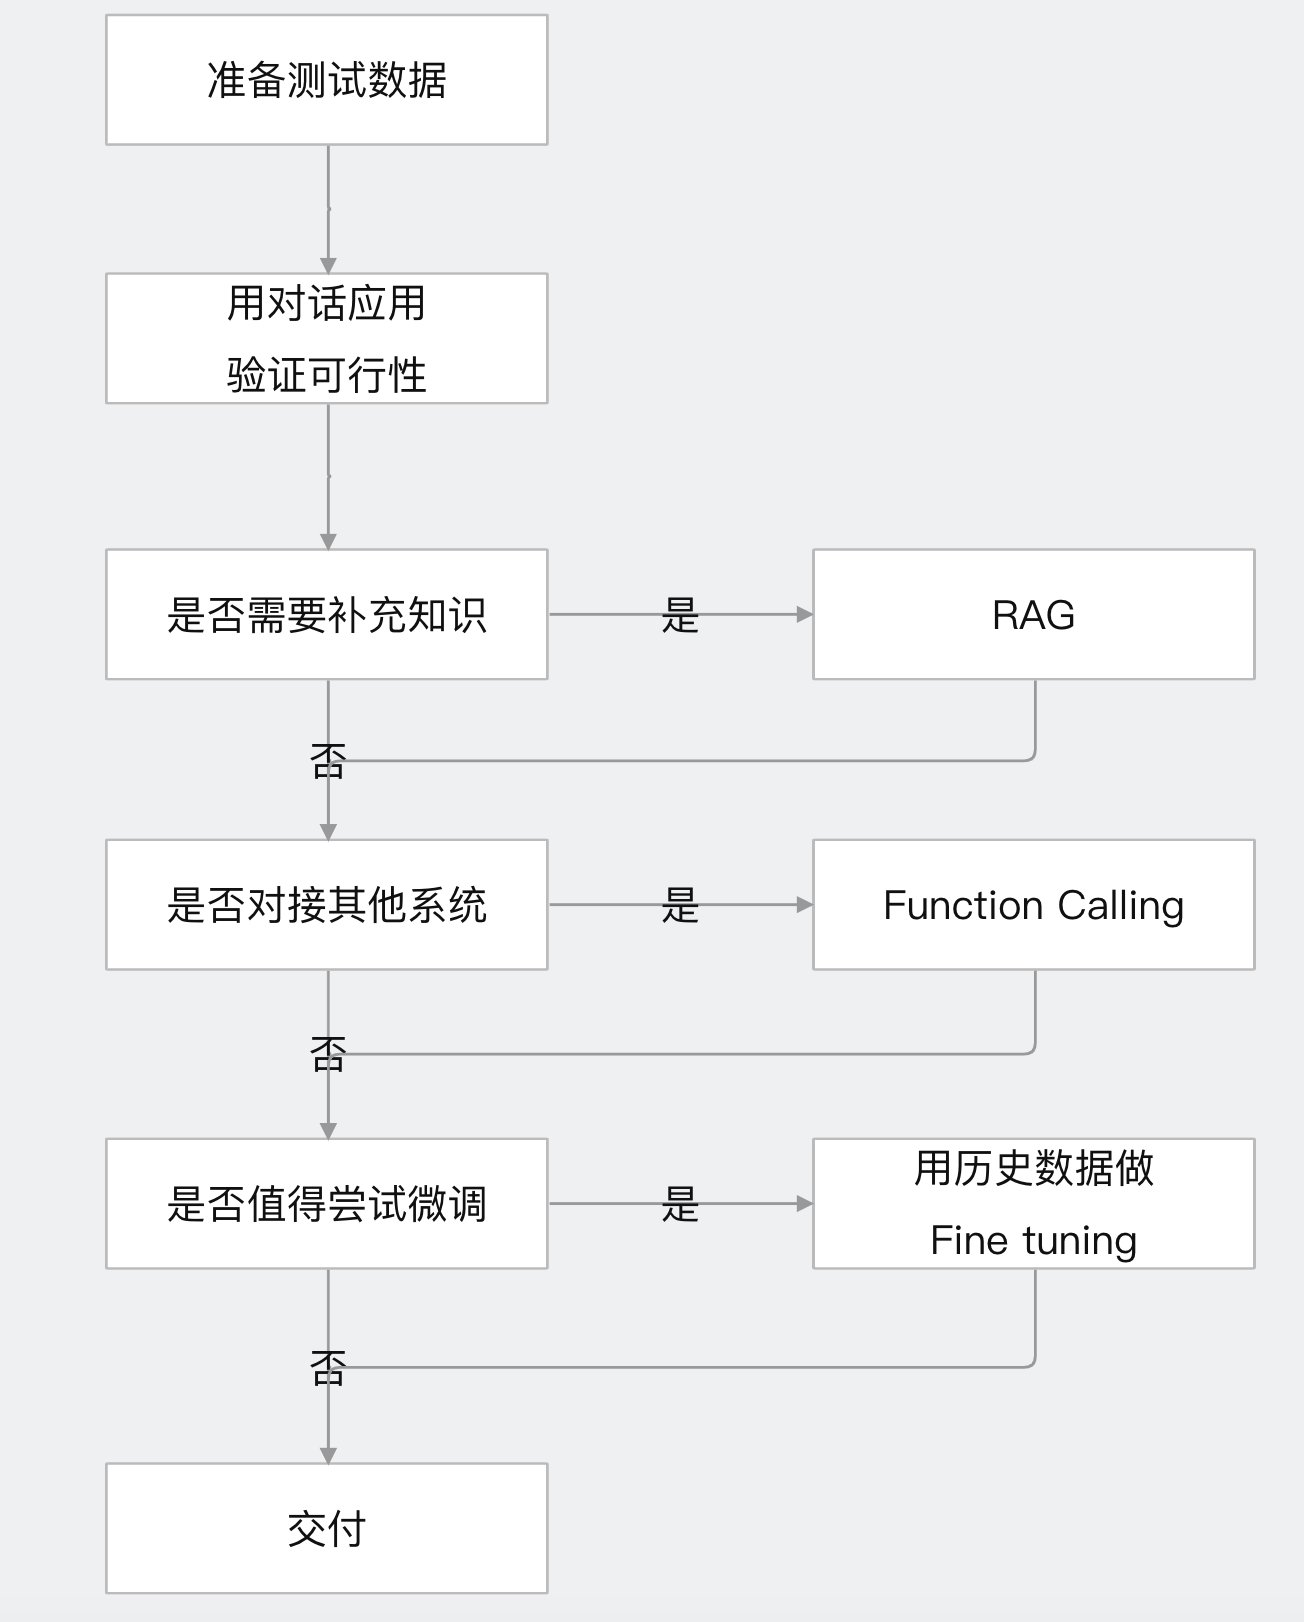 准备测试数据
用对话应用
验证可行性
是否需要补充知识
是
RAG
否
是否对接其他系统
是
Function Calling
否
是否值得尝试微调
是
用历史数据做
Fine tuning
否
交付